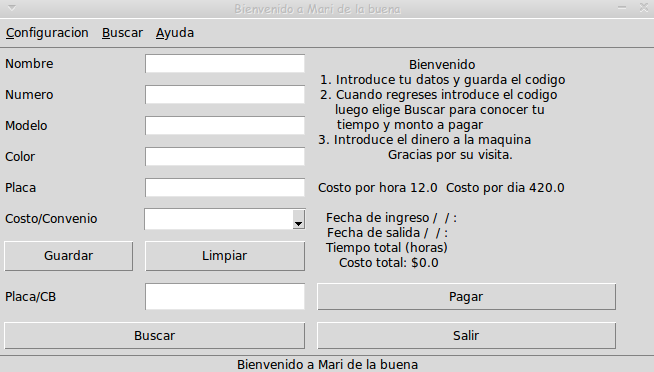 Bienvenido a Mari de la buena
Configuracion Buscar Ayuda
Nombre
Numero
Modelo
Color
Placa
Costo/Convenio
Guardar Limpiar
Placa/CB
Buscar
Bienvenido
1. Introduce tu datos y guarda el codigo
2. Cuando regreses introduce el codigo
luego elige Buscar para conocer tu
tiempo y monto a pagar
3. Introduce el dinero a la maquina
Gracias por su visita.
Costo por hora 12.0 Costo por dia 420.0
Fecha de ingreso / / :
Fecha de salida / / :
Tiempo total (horas)
Costo total: $0.0
Pagar
Salir
Bienvenido a Mari de la buena